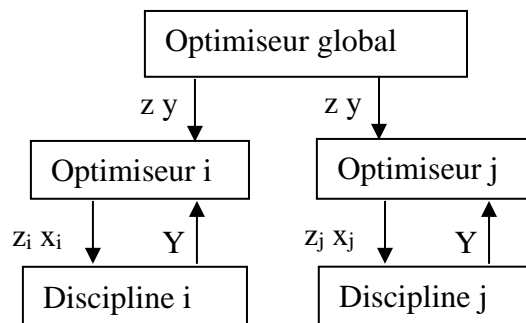 Optimiseur global
z y z y
Optimiseur i Optimiseur j
zi xi Y zj xj Y
Discipline i Discipline j